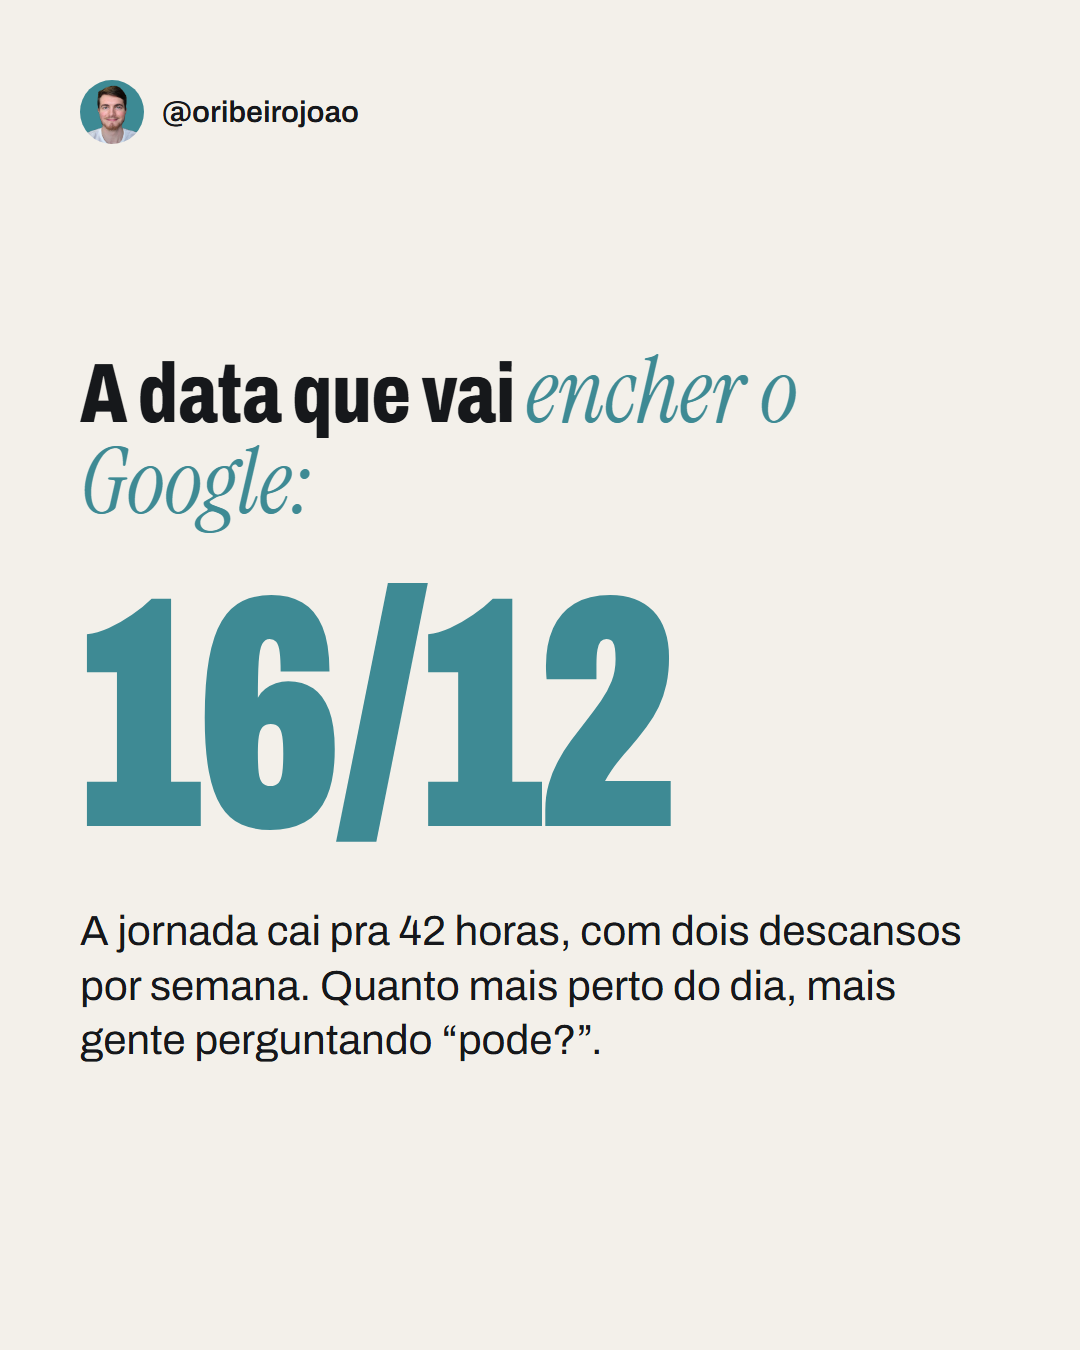 @oribeirojoao
A data que vai encher o
Google:
16/12
A jornada cai pra 42 horas, com dois descansos
por semana. Quanto mais perto do dia, mais
gente perguntando “pode?”.